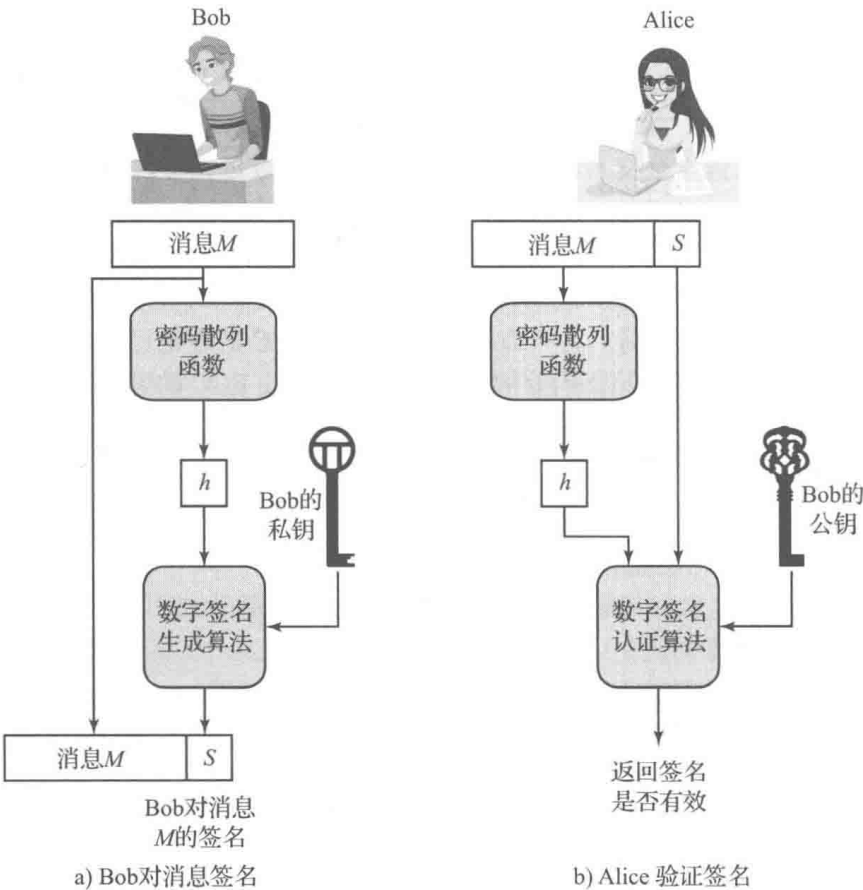 Bob
消息M
密码散列
函数
h
Bob的
私钥
数字签名
生成算法
消息M
S
Bob对消息
M的签名
a) Bob对消息签名
Alice
消息M
S
密码散列
函数
h
Bob的
公钥
数字签名
认证算法
返回签名
是否有效
b) Alice 验证签名